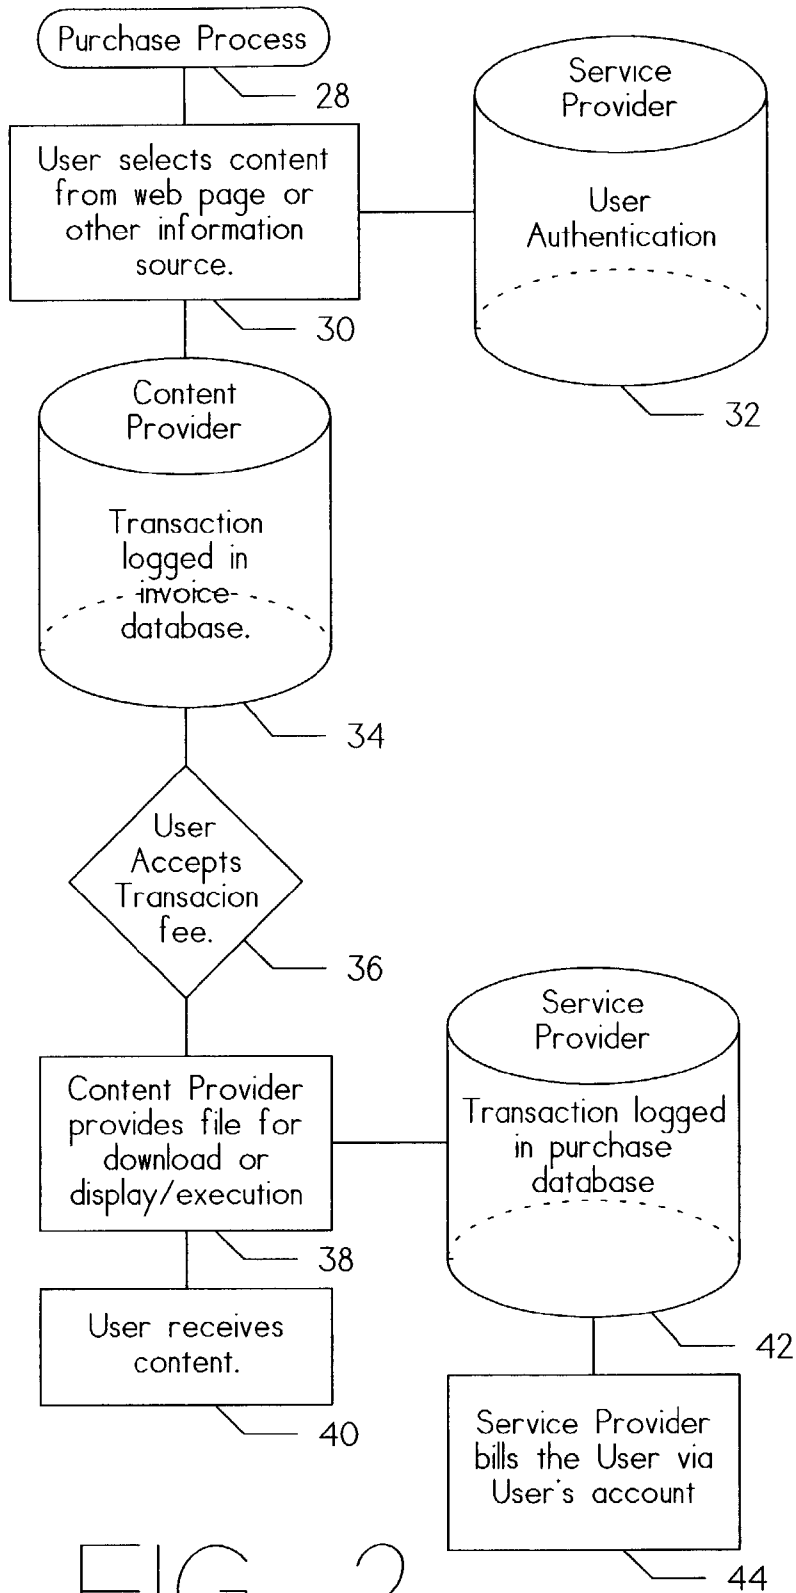 Purchase Process
28
User selects content
from web page or
other information
source.
30
Service
Provider
User
Authentication
32
Content
Provider
Transaction
logged in
invoice
database.
34
User
Accepts
Transacion
fee.
36
Content Provider
provides file for
download or
display/execution
38
Service
Provider
Transaction logged
in purchase
database
42
User receives
content.
40
Service Provider
bills the User via
User's account
44
FIG. 2